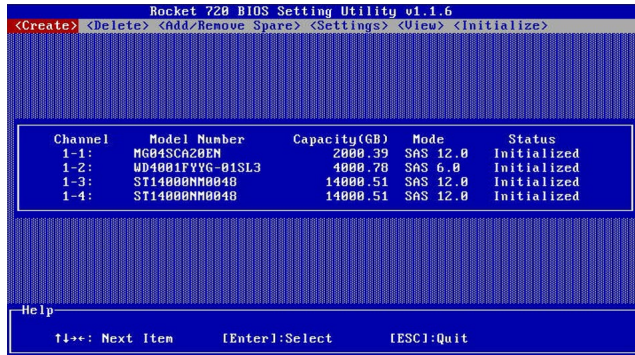 Rocket 720 BIOS Setting Utility v1.1.6
<Create> <Delete> <Add/Remove Spare> <Settings> <View> <Initialize>
Channel Model Number Capacity(GB) Mode Status
1-1: MG04SCA20EN 2000.39 SAS 12.0 Initialized
1-2: WD4001FYYG-01SL3 4000.78 SAS 6.0 Initialized
1-3: ST14000NM0048 14000.51 SAS 12.0 Initialized
1-4: ST14000NM0048 14000.51 SAS 12.0 Initialized
Help
↑↓→←: Next Item [Enter]:Select [ESC]:Quit